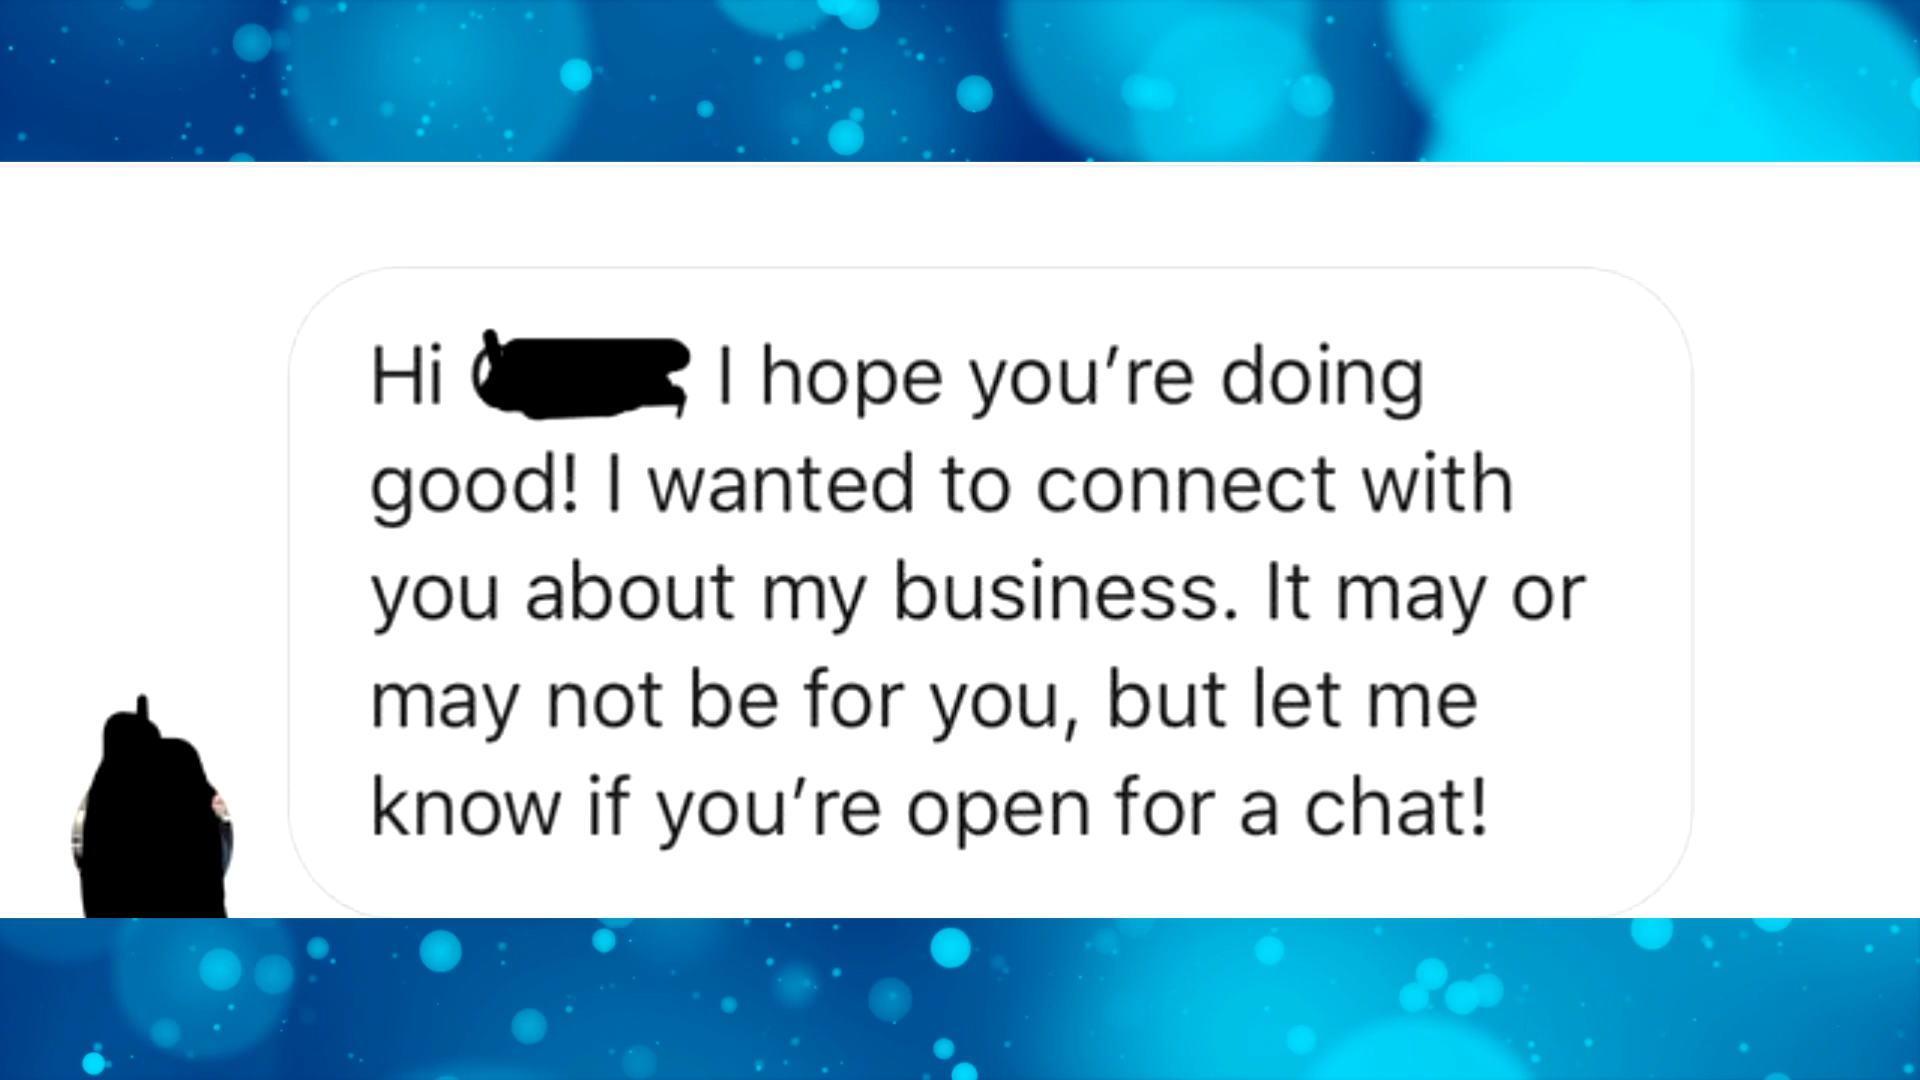 Hi I hope you’re doing
good! I wanted to connect with
you about my business. It may or
may not be for you, but let me
know if you’re open for a chat!